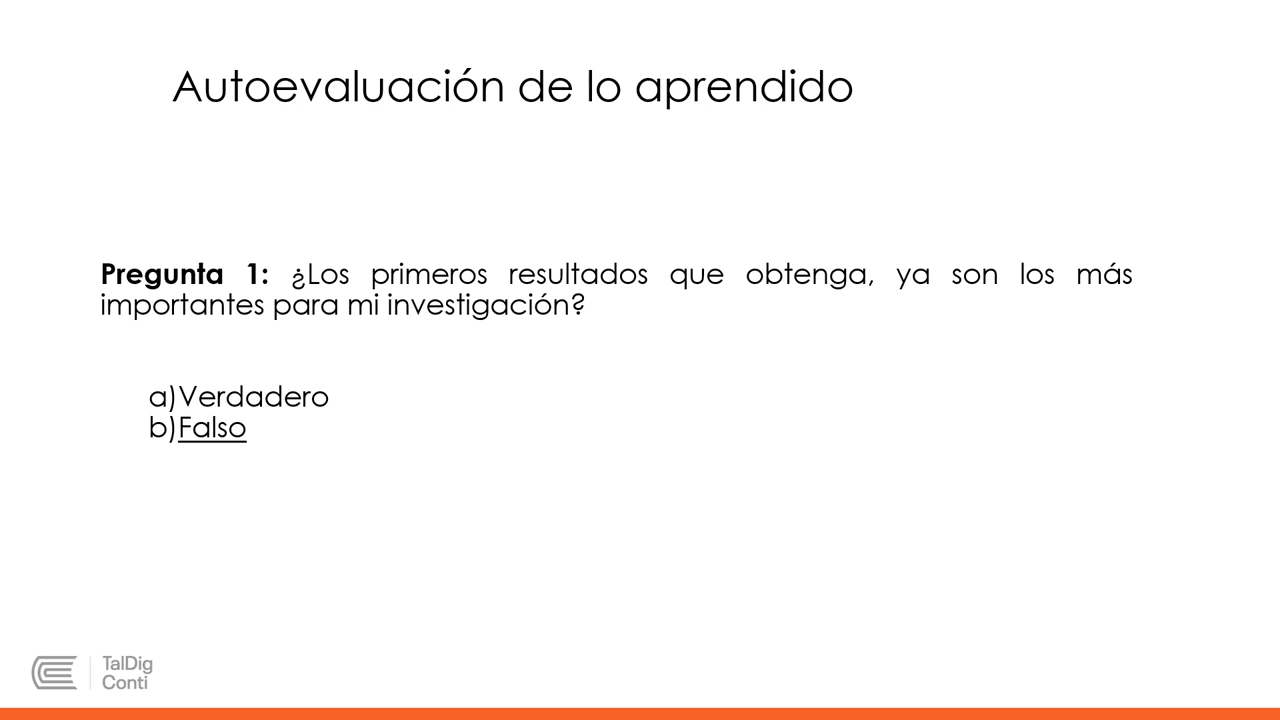 Autoevaluación de lo aprendido
Pregunta 1: ¿Los primeros resultados que obtenga, ya son los más
importantes para mi investigación?
a)Verdadero
b)Falso
TalDig
Conti